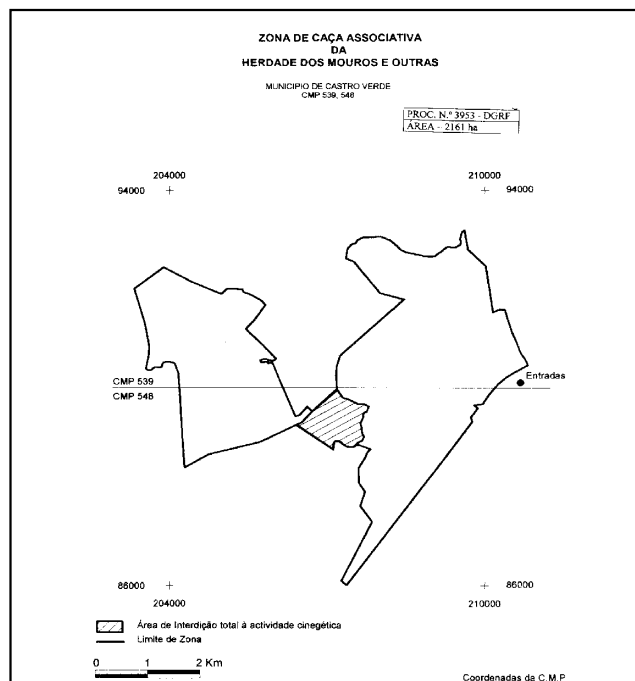 ZONA DE CAÇA ASSOCIATIVA
DA
HERDADE DOS MOUROS E OUTRAS
MUNICIPIO DE CASTRO VERDE
CMP 539, 548
PROC. N.º 3953 - DGRF
ÁREA - 2161 ha
204000
210000
94000
94000
CMP 539
CMP 548
Entradas
86000
86000
204000
210000
Área de Interdição total à actividade cinegética
Limite de Zona
0 1 2 Km
Coordenadas da C.M.P